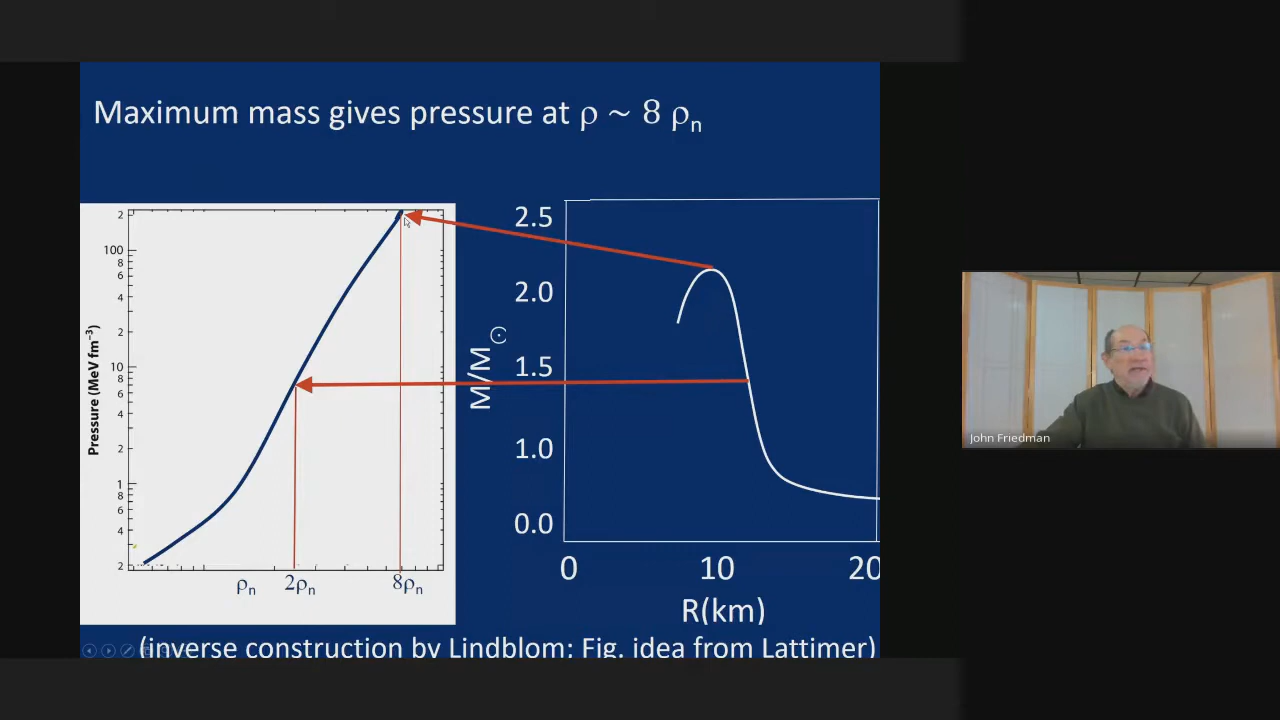 Maximum mass gives pressure at ρ ~ 8 ρn
Pressure (MeV fm⁻³)
2
100
8
6
4
2
10
8
6
4
2
1
8
6
4
2
ρn
2ρn
8ρn
M/M☉
2.5
2.0
1.5
1.0
0.0
0
10
20
R(km)
(inverse construction by Lindblom; Fig. idea from Lattimer)
John Friedman